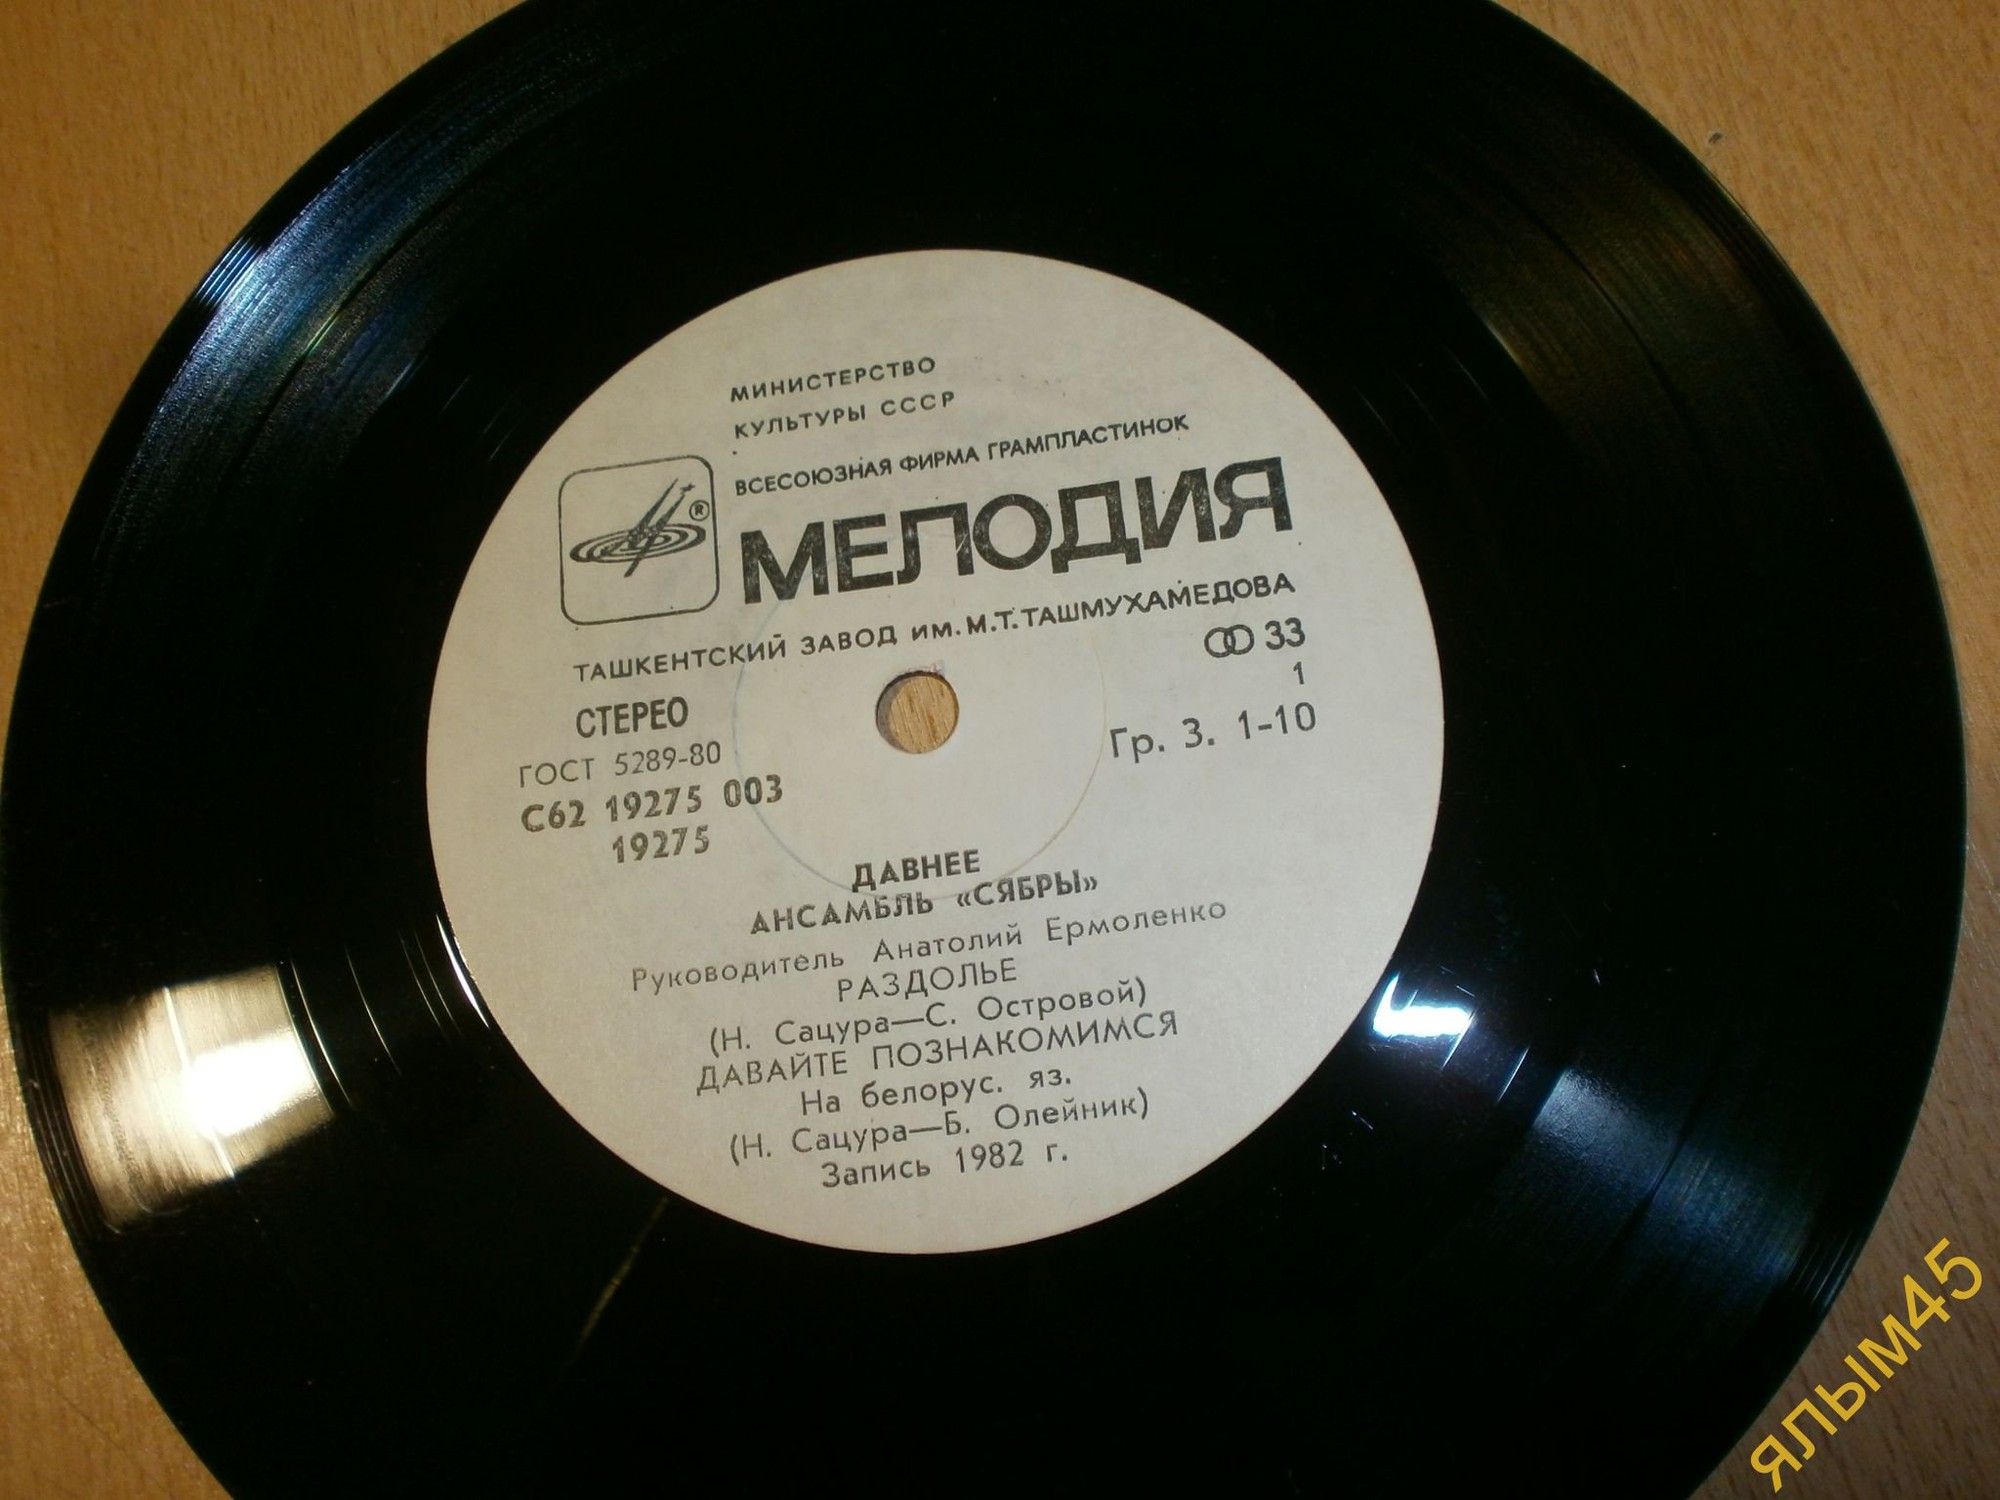 МИНИСТЕРСТВО
КУЛЬТУРЫ СССР
ВСЕСОЮЗНАЯ ФИРМА ГРАМПЛАСТИНОК
МЕЛОДИЯ
®
ТАШКЕНТСКИЙ ЗАВОД ИМ. М.Т. ТАШМУХАМЕДОВА
СТЕРЕО
33
1
ГОСТ 5289-80
Гр. 3. 1-10
С62 19275 003
19275
ДАВНЕЕ
АНСАМБЛЬ «СЯБРЫ»
Руководитель Анатолий Ермоленко
РАЗДОЛЬЕ
(Н. Сацура—С. Островой)
ДАВАЙТЕ ПОЗНАКОМИМСЯ
На белорус. яз.
(Н. Сацура—Б. Олейник)
Запись 1982 г.
ялым45